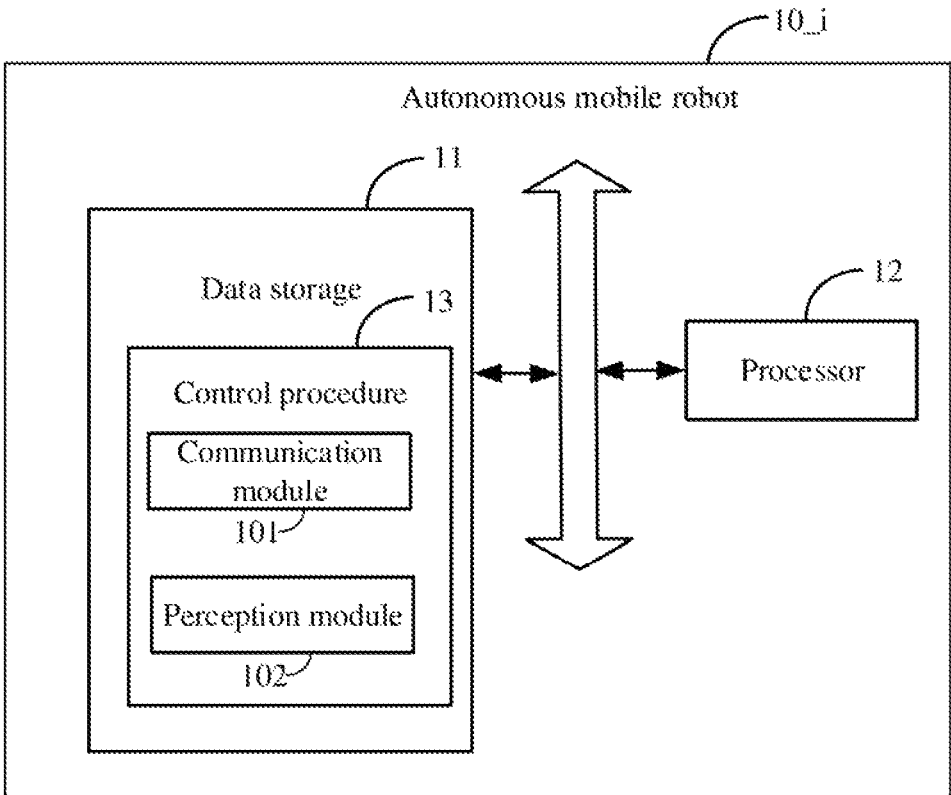 10_i
Autonomous mobile robot
11
Data storage
13
Control procedure
Communication
module
101
Perception module
102
12
Processor